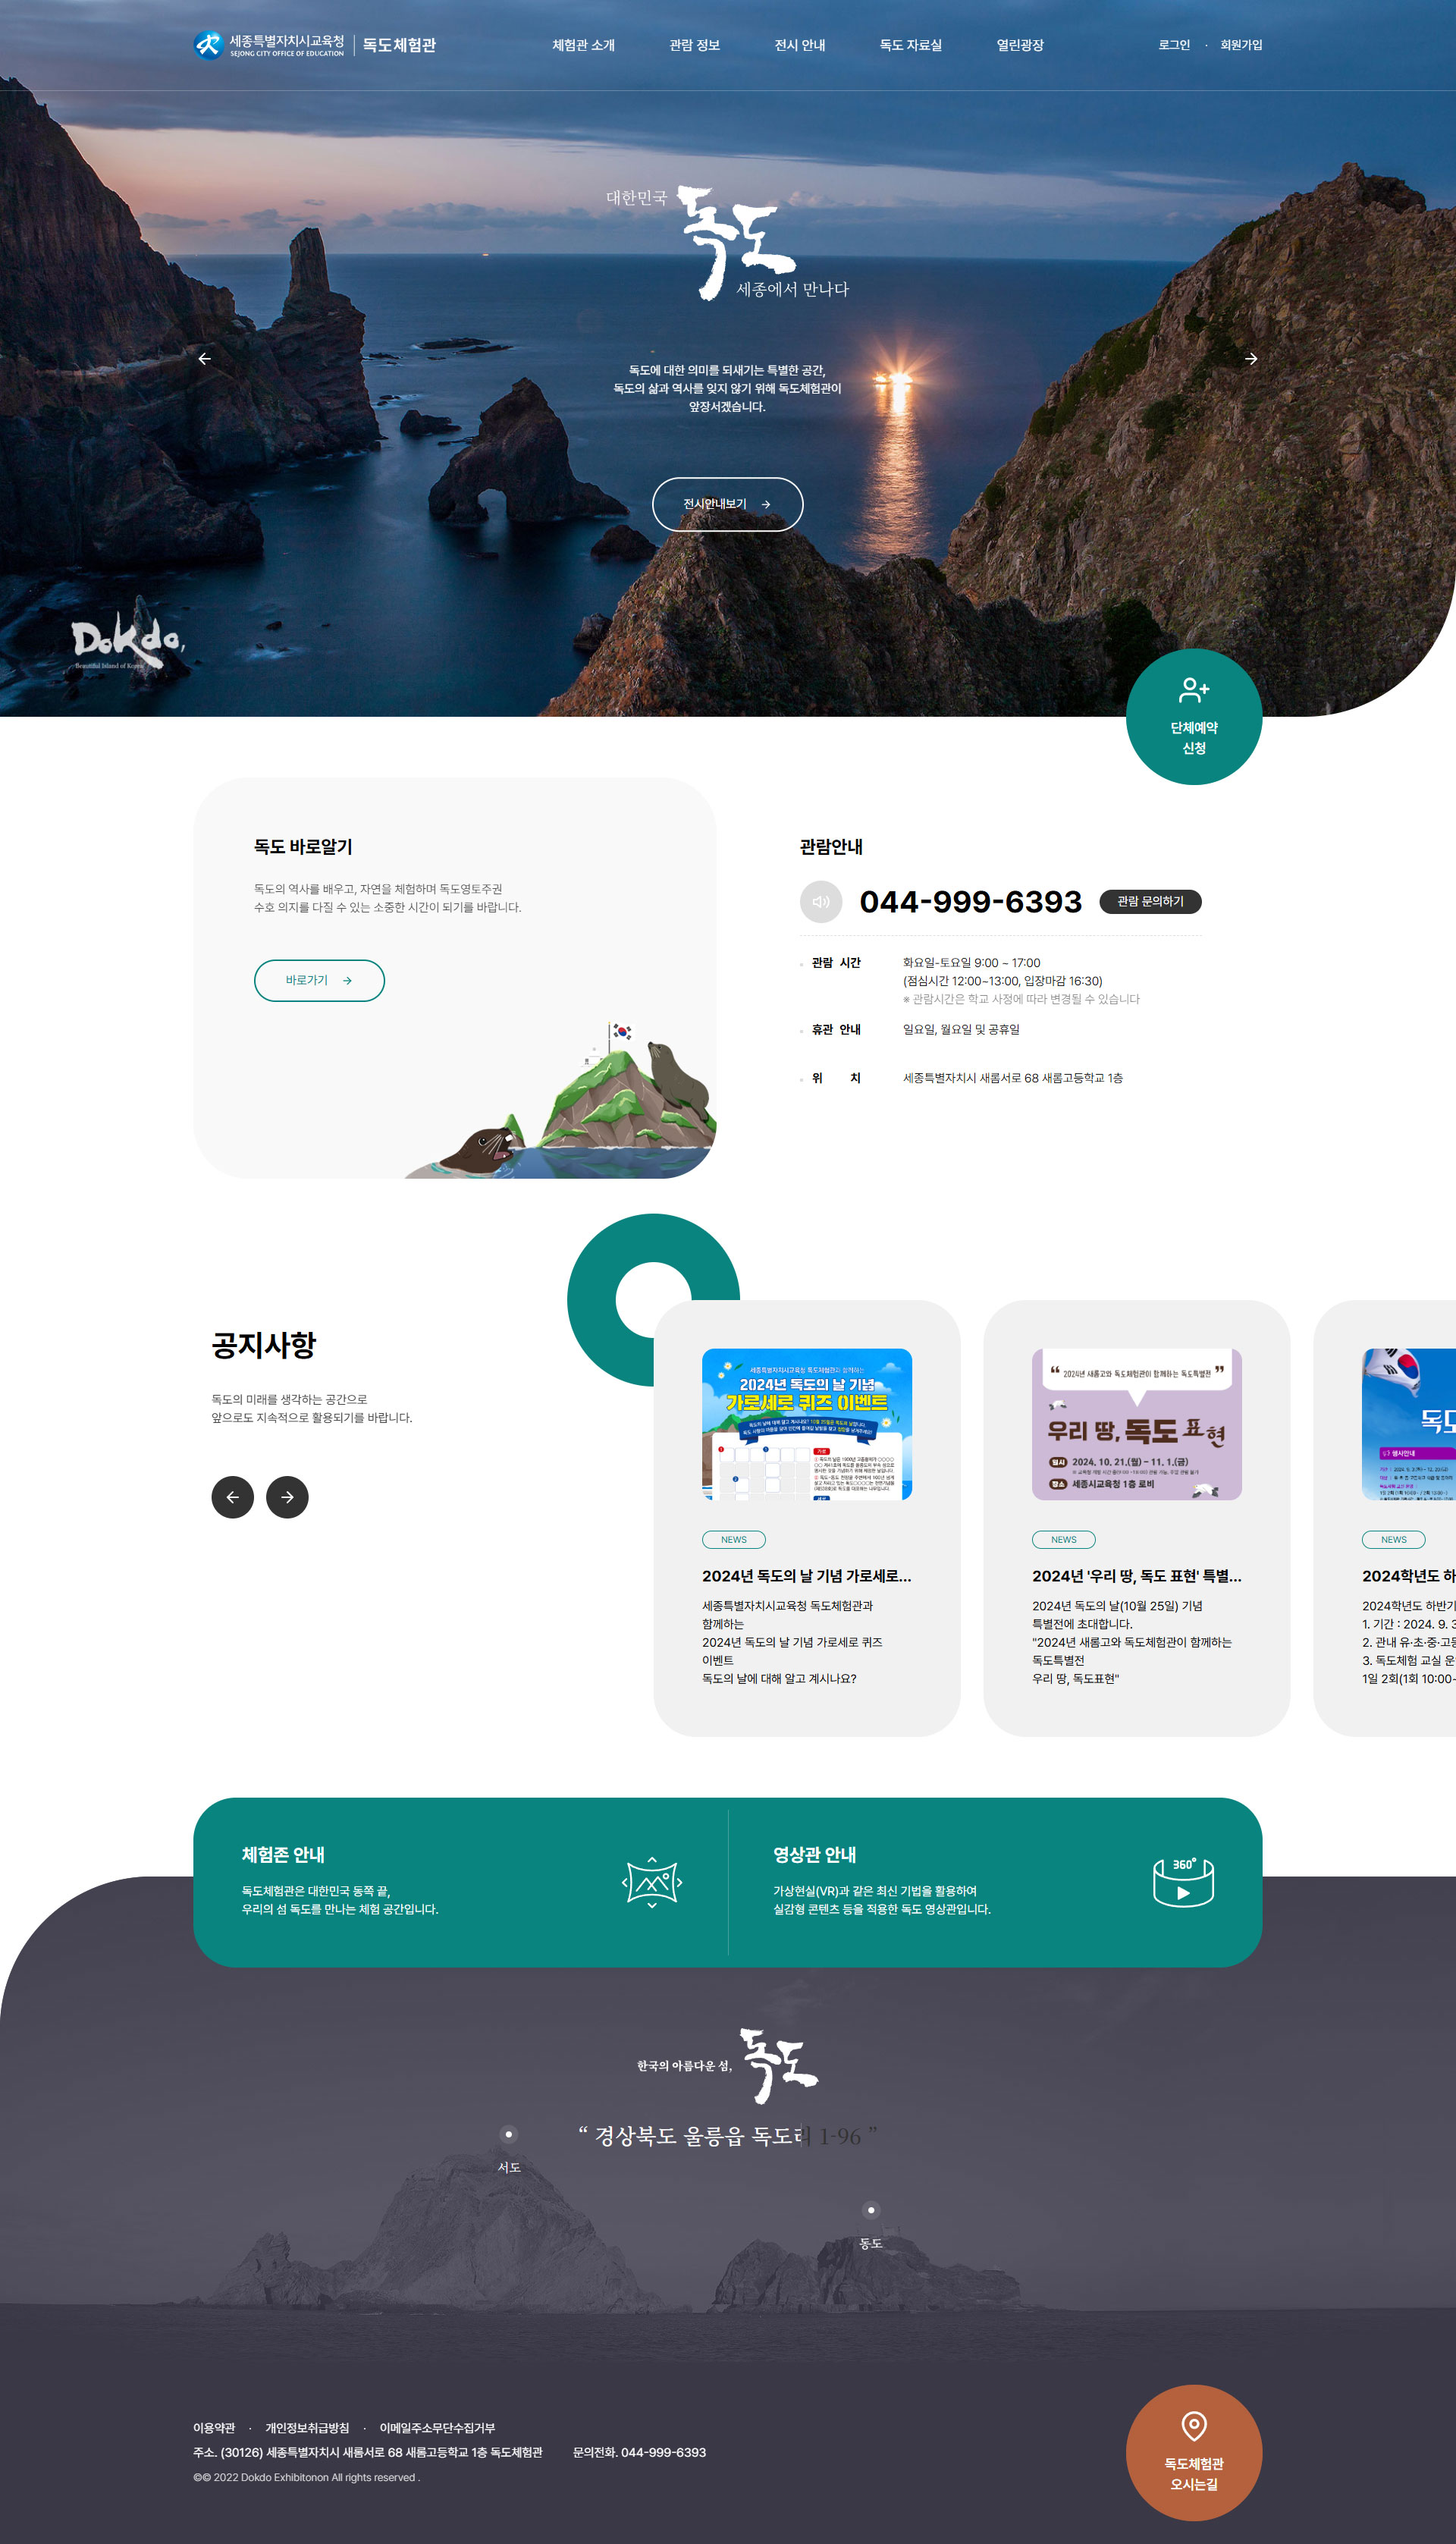 세종특별자치시교육청
SEJONG CITY OFFICE OF EDUCATION
독도체험관
체험관 소개
관람 정보
전시 안내
독도 자료실
열린광장
로그인 · 회원가입
대한민국
독도
세종에서 만나다
독도에 대한 의미를 되새기는 특별한 공간,
독도의 삶과 역사를 잊지 않기 위해 독도체험관이
앞장서겠습니다.
전시안내보기
Dokdo,
Beautiful Island of Korea
단체예약
신청
독도 바로알기
독도의 역사를 배우고, 자연을 체험하며 독도영토주권
수호 의지를 다질 수 있는 소중한 시간이 되기를 바랍니다.
바로가기
관람안내
044-999-6393
관람 문의하기
관람 시간
화요일-토요일 9:00 ~ 17:00
(점심시간 12:00~13:00, 입장마감 16:30)
※ 관람시간은 학교 사정에 따라 변경될 수 있습니다
휴관 안내
일요일, 월요일 및 공휴일
위 치
세종특별자치시 새롬서로 68 새롬고등학교 1층
공지사항
독도의 미래를 생각하는 공간으로
앞으로도 지속적으로 활용되기를 바랍니다.
세종특별자치시교육청 독도체험관과 함께하는
2024년 독도의 날 기념
가로세로 퀴즈 이벤트
NEWS
2024년 독도의 날 기념 가로세로...
세종특별자치시교육청 독도체험관과
함께하는
2024년 독도의 날 기념 가로세로 퀴즈
이벤트
독도의 날에 대해 알고 계시나요?
“ 2024년 새롬고와 독도체험관이 함께하는 독도특별전 ”
우리 땅, 독도 표현
일시 2024. 10. 21.(월) – 11. 1.(금)
장소 세종시교육청 1층 로비
NEWS
2024년 '우리 땅, 독도 표현' 특별...
2024년 독도의 날(10월 25일) 기념
특별전에 초대합니다.
"2024년 새롬고와 독도체험관이 함께하는
독도특별전
우리 땅, 독도표현"
행사안내
NEWS
2024학년도 하
2024학년도 하반기
1. 기간 : 2024. 9. 3
2. 관내 유·초·중·고등
3. 독도체험 교실 운
1일 2회(1회 10:00-
체험존 안내
독도체험관은 대한민국 동쪽 끝,
우리의 섬 독도를 만나는 체험 공간입니다.
영상관 안내
가상현실(VR)과 같은 최신 기법을 활용하여
실감형 콘텐츠 등을 적용한 독도 영상관입니다.
360°
한국의 아름다운 섬,
독도
“ 경상북도 울릉읍 독도리 1-96 ”
서도
동도
이용약관 · 개인정보취급방침 · 이메일주소무단수집거부
주소. (30126) 세종특별자치시 새롬서로 68 새롬고등학교 1층 독도체험관 문의전화. 044-999-6393
©© 2022 Dokdo Exhibitonon All rights reserved .
독도체험관
오시는길